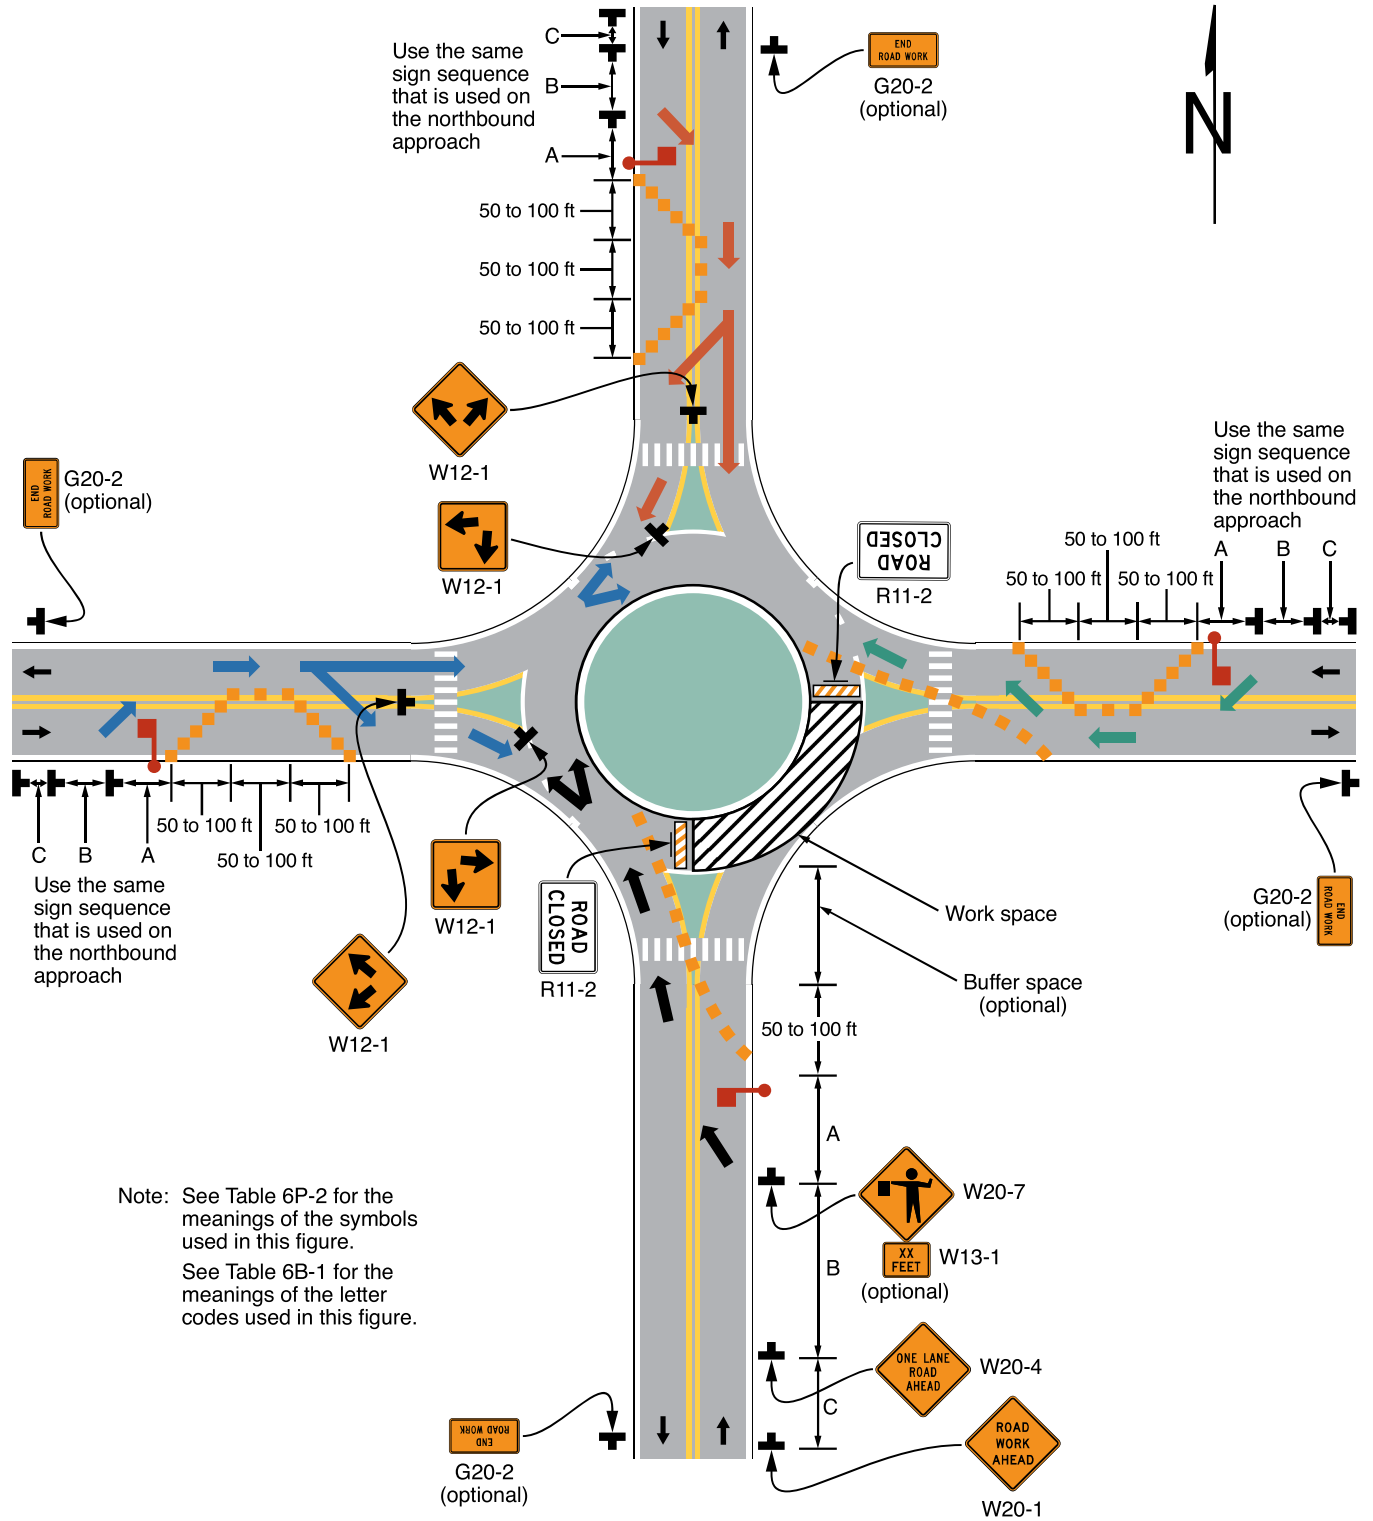 C
Use the same
sign sequence
that is used on
the northbound
approach
B
A
END
ROAD WORK
G20-2
(optional)
N
50 to 100 ft
50 to 100 ft
50 to 100 ft
W12-1
W12-1
END
ROAD WORK
G20-2
(optional)
ROAD
CLOSED
R11-2
Use the same
sign sequence
that is used on
the northbound
approach
50 to 100 ft
50 to 100 ft
50 to 100 ft
A
B
C
50 to 100 ft
50 to 100 ft
50 to 100 ft
C
B
A
Use the same
sign sequence
that is used on
the northbound
approach
W12-1
W12-1
ROAD
CLOSED
R11-2
Work space
Buffer space
(optional)
G20-2
(optional)
END
ROAD WORK
50 to 100 ft
A
B
C
W20-7
XX
FEET
W13-1
(optional)
ONE LANE
ROAD
AHEAD
W20-4
ROAD
WORK
AHEAD
W20-1
END
ROAD WORK
G20-2
(optional)
Note: See Table 6P-2 for the
meanings of the symbols
used in this figure.
See Table 6B-1 for the
meanings of the letter
codes used in this figure.